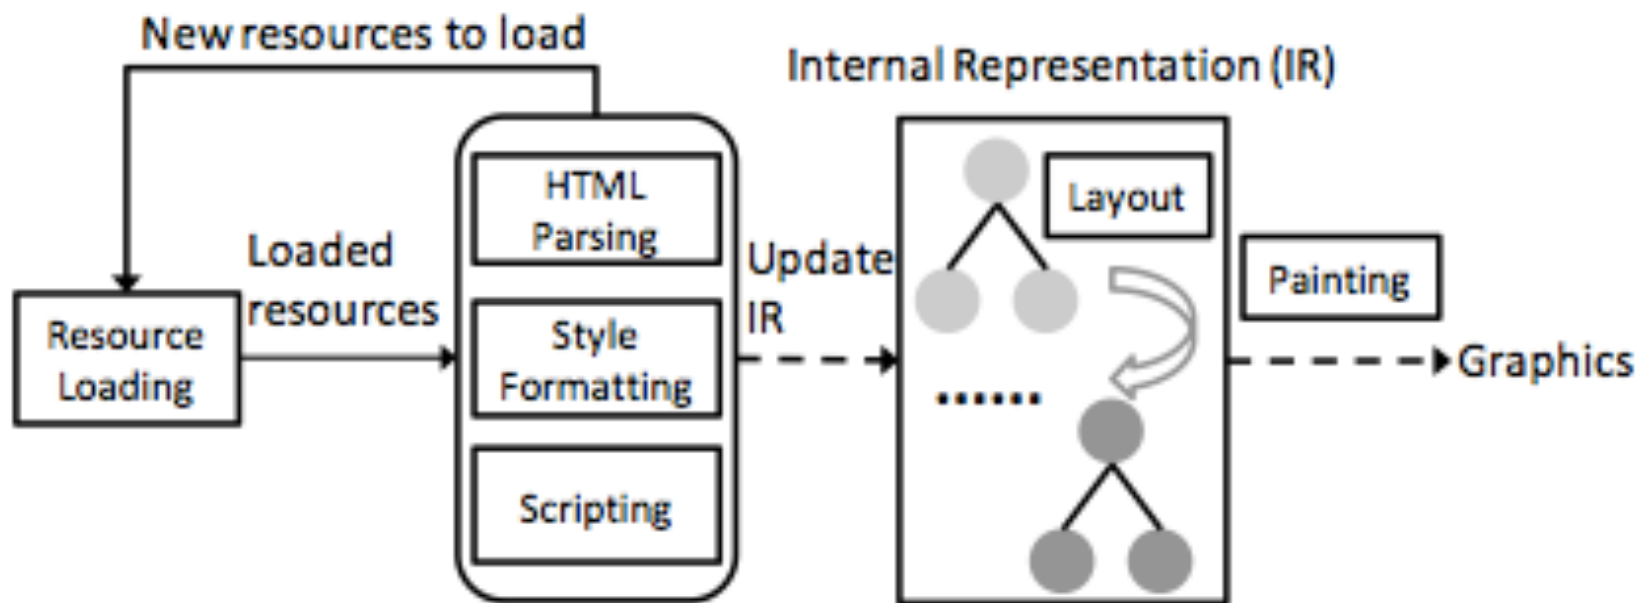 New resources to load
Internal Representation (IR)
HTML
Parsing
Layout
Loaded
resources
Update
IR
Painting
Resource
Loading
Style
Formatting
Graphics
Scripting